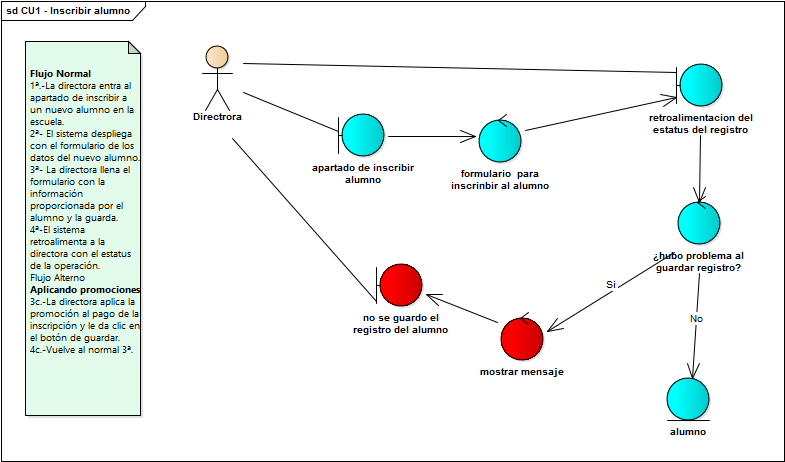 sd CU1 - Inscribir alumno
Flujo Normal
1ª.-La directora entra al
apartado de inscribir a
un nuevo alumno en la
escuela.
2ª- El sistema despliega
con el formulario de los
datos del nuevo alumno.
3ª- La directora llena el
formulario con la
información
proporcionada por el
alumno y la guarda.
4ª-El sistema
retroalimenta a la
directora con el estatus
de la operación.
Flujo Alterno
Aplicando promociones
3c.-La directora aplica la
promoción al pago de la
inscripción y le da clic en
el botón de guardar.
4c.-Vuelve al normal 3ª.
Directrora
apartado de inscribir
alumno
formulario para
inscrinbir al alumno
retroalimentacion del
estatus del registro
¿hubo problema al
guardar registro?
Si
No
no se guardo el
registro del alumno
mostrar mensaje
alumno